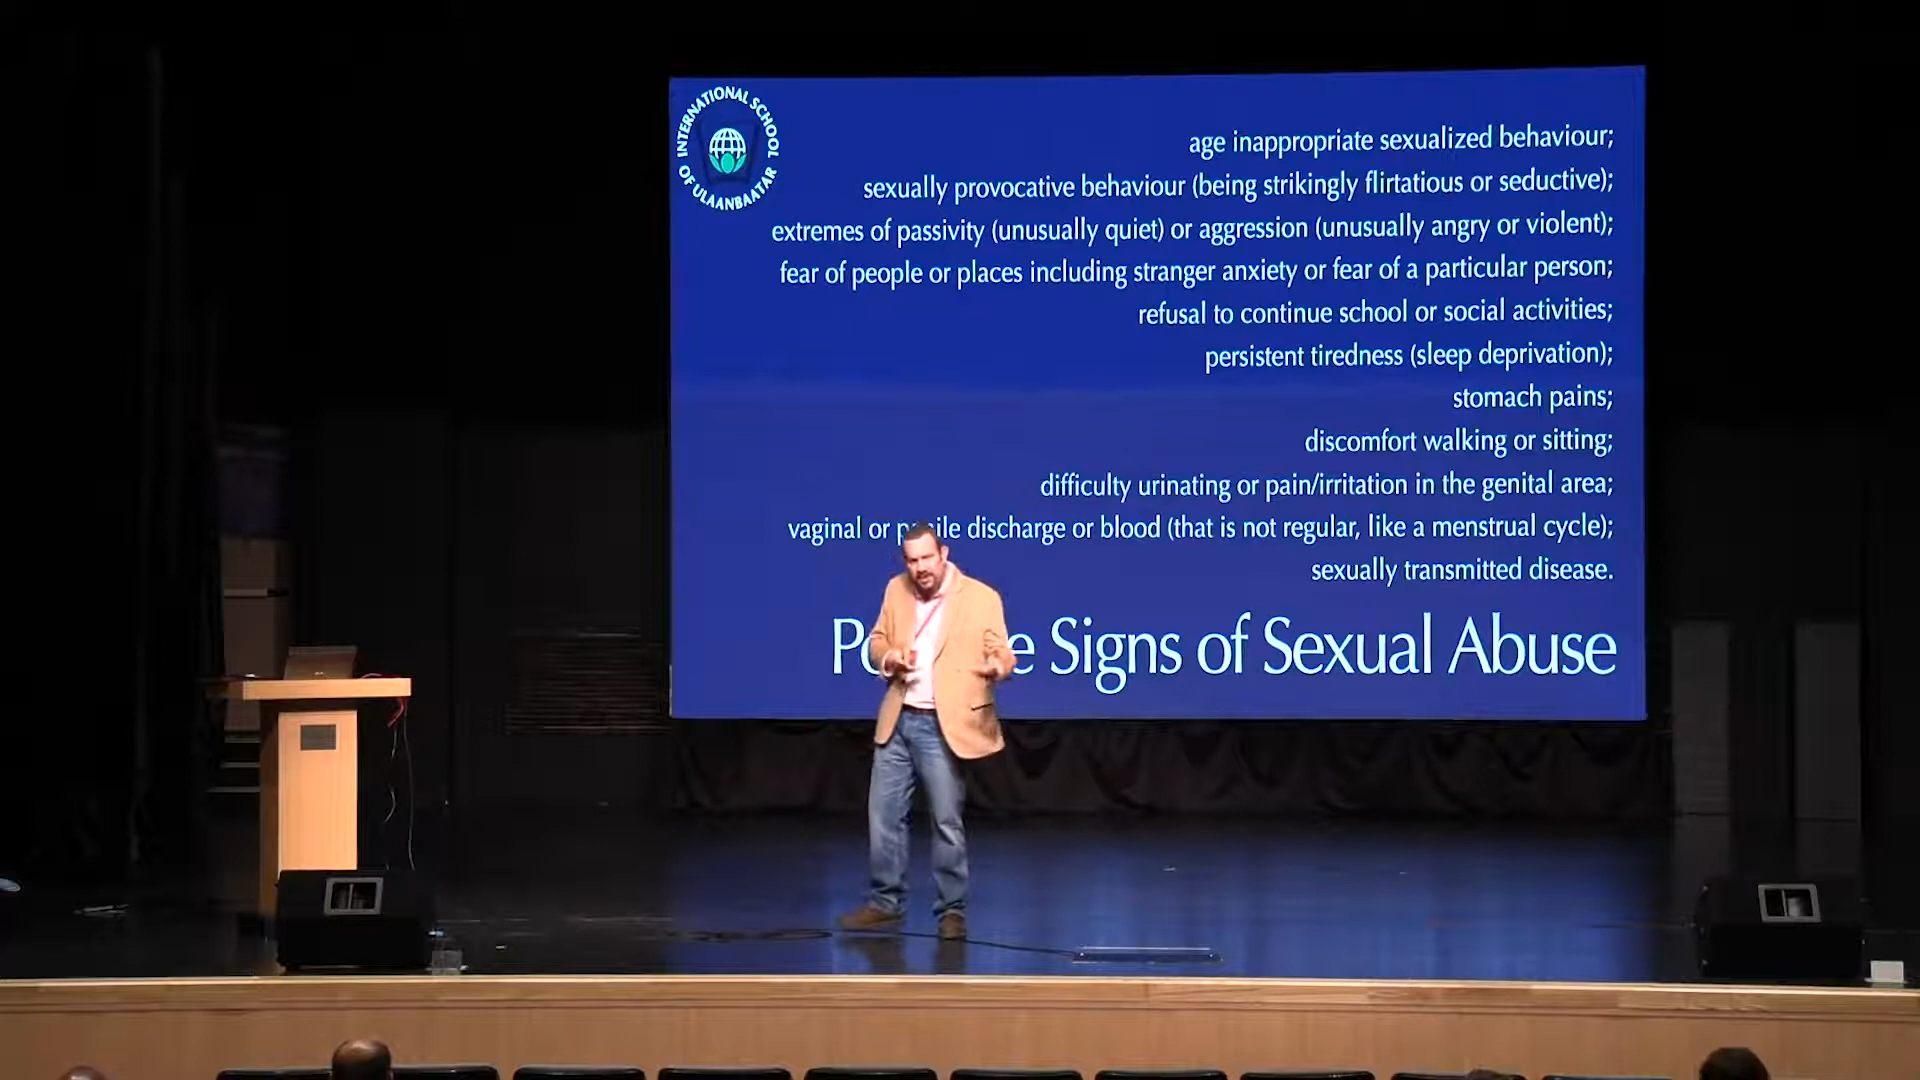 INTERNATIONAL SCHOOL
OF ULAANBAATAR
age inappropriate sexualized behaviour;
sexually provocative behaviour (being strikingly flirtatious or seductive);
extremes of passivity (unusually quiet) or aggression (unusually angry or violent);
fear of people or places including stranger anxiety or fear of a particular person;
refusal to continue school or social activities;
persistent tiredness (sleep deprivation);
stomach pains;
discomfort walking or sitting;
difficulty urinating or pain/irritation in the genital area;
vaginal or discharge or blood (that is not regular, like a menstrual cycle);
sexually transmitted disease.
Signs of Sexual Abuse